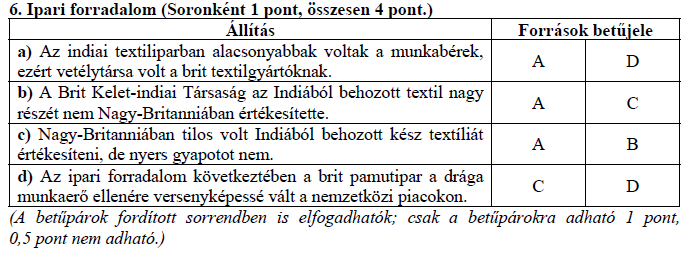 6. Ipari forradalom (Soronként 1 pont, összesen 4 pont.)
Állítás Források betűjele
a) Az indiai textiliparban alacsonyabbak voltak a munkabérek,
ezért vetélytársa volt a brit textilgyártóknak. A D
b) A Brit Kelet-indiai Társaság az Indiából behozott textil nagy
részét nem Nagy-Britanniában értékesítette. A C
c) Nagy-Britanniában tilos volt Indiából behozott kész textíliát
értékesíteni, de nyers gyapotot nem. A B
d) Az ipari forradalom következtében a brit pamutipar a drága
munkaerő ellenére versenyképessé vált a nemzetközi piacokon. C D
(A betűpárok fordított sorrendben is elfogadhatók; csak a betűpárokra adható 1 pont,
0,5 pont nem adható.)